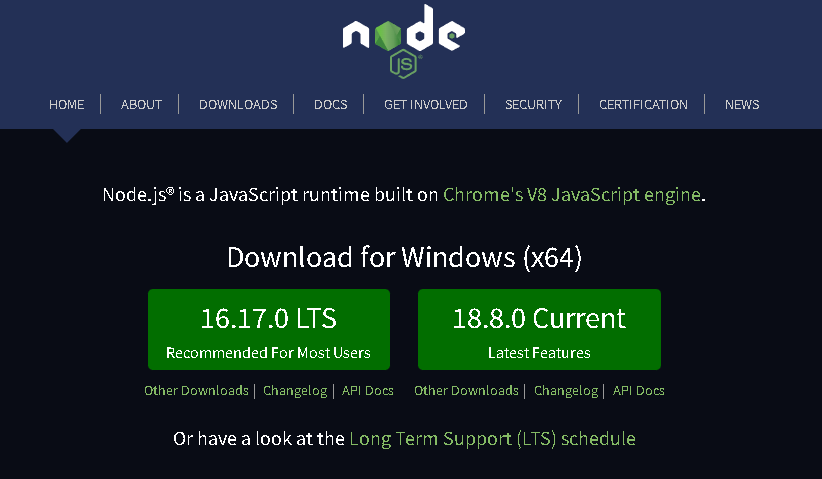 node
JS®
HOME | ABOUT | DOWNLOADS | DOCS | GET INVOLVED | SECURITY | CERTIFICATION | NEWS
Node.js® is a JavaScript runtime built on Chrome's V8 JavaScript engine.
Download for Windows (x64)
16.17.0 LTS 18.8.0 Current
Recommended For Most Users Latest Features
Other Downloads | Changelog | API Docs Other Downloads | Changelog | API Docs
Or have a look at the Long Term Support (LTS) schedule